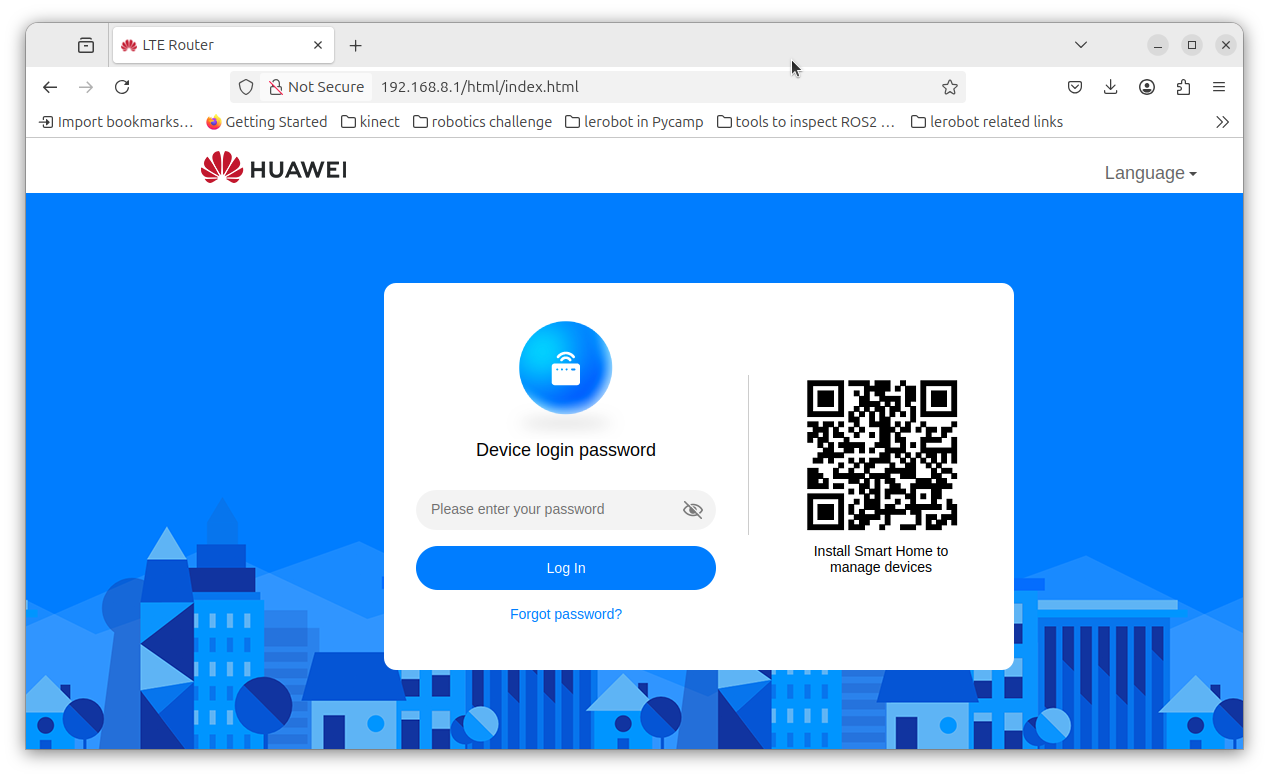 LTE Router
Not Secure 192.168.8.1/html/index.html
Import bookmarks… Getting Started kinect robotics challenge lerobot in Pycamp tools to inspect ROS2 … lerobot related links
HUAWEI
Language
Device login password
Please enter your password
Log In
Forgot password?
Install Smart Home to
manage devices